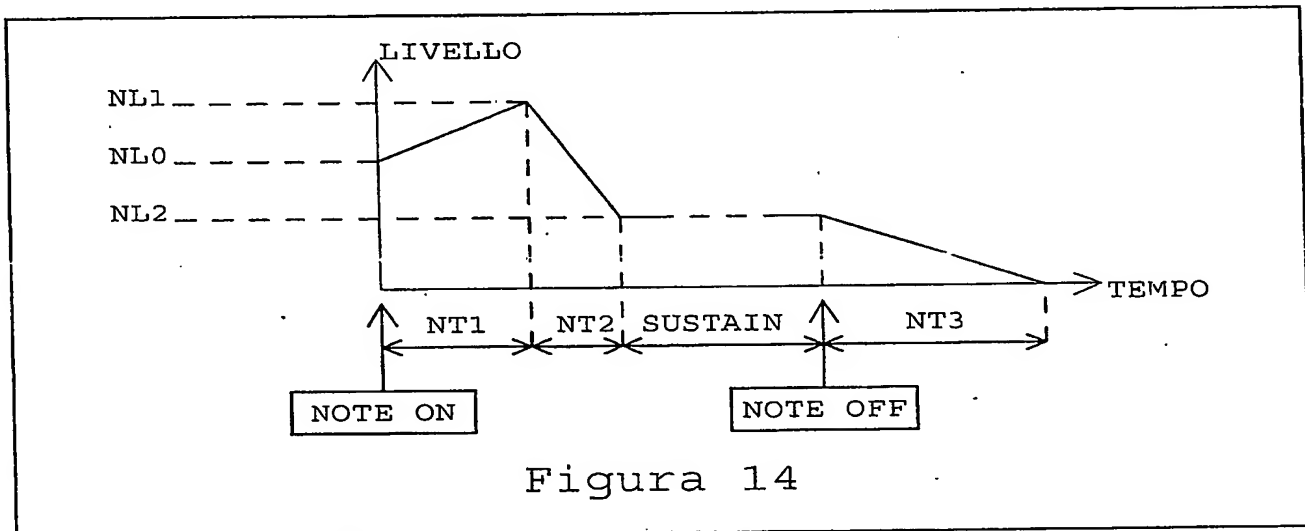 LIVELLO
NL1
NL0
NL2
TEMPO
NT1 NT2 SUSTAIN NT3
NOTE ON NOTE OFF
Figura 14